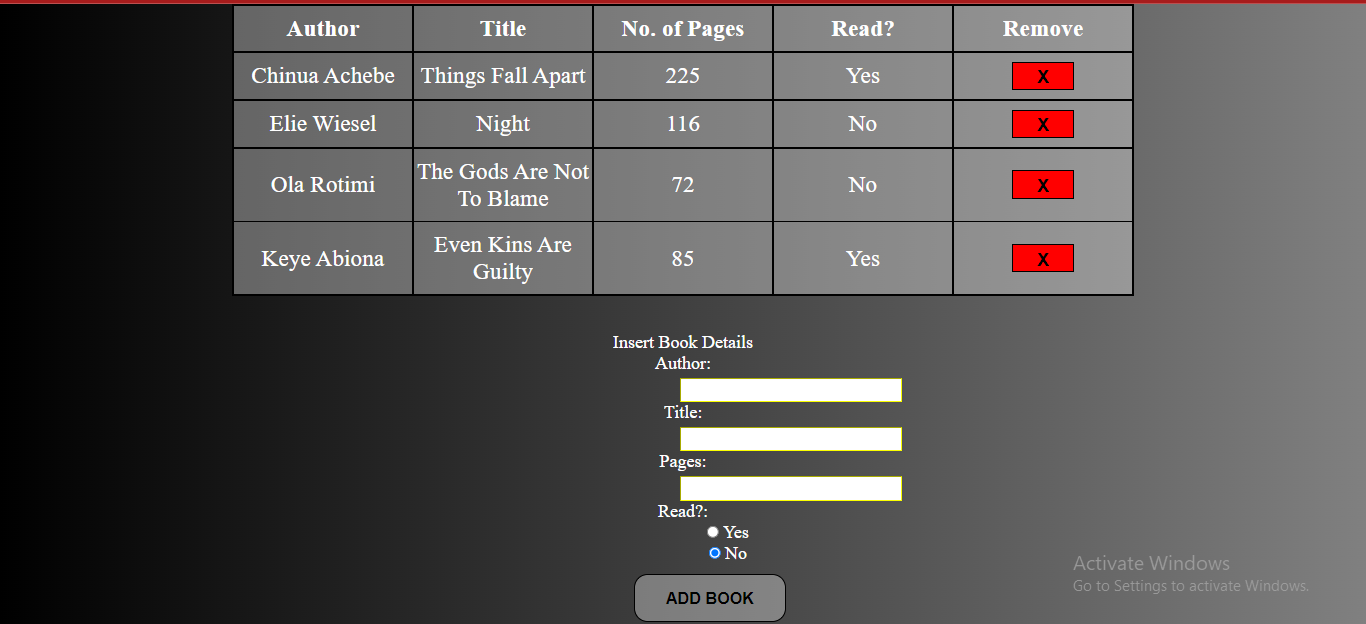 Author Title No. of Pages Read? Remove
Chinua Achebe Things Fall Apart 225 Yes X
Elie Wiesel Night 116 No X
Ola Rotimi The Gods Are Not To Blame 72 No X
Keye Abiona Even Kins Are Guilty 85 Yes X
Insert Book Details
Author:
Title:
Pages:
Read?:
Yes
No
ADD BOOK
Activate Windows
Go to Settings to activate Windows.